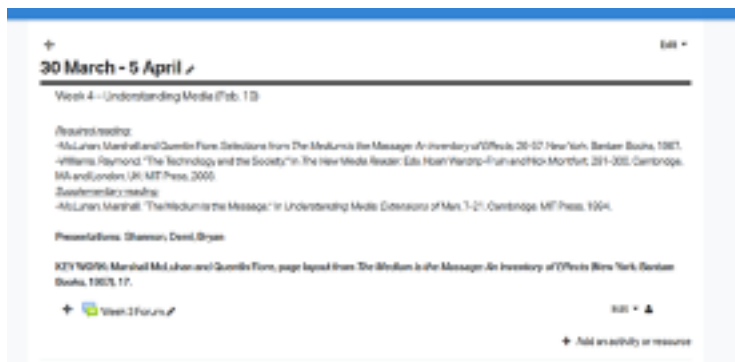 Edit
30 March - 5 April
Week 4 – Understanding Media (Feb. 10)
Required reading:
-McLuhan, Marshall and Quentin Fiore. Selections from The Medium is the Massage: An Inventory of Effects, 26-57. New York: Bantam Books, 1967.
-Williams, Raymond. "The Technology and the Society." In The New Media Reader. Eds. Noah Wardrip-Fruin and Nick Montfort, 291-300. Cambridge,
MA and London, UK: MIT Press, 2003.
Supplementary reading:
-McLuhan, Marshall. "The Medium is the Message." In Understanding Media: Extensions of Man, 7-21. Cambridge: MIT Press, 1994.
Presentations: Shannon, Demi, Bryan
KEY WORK: Marshall McLuhan and Quentin Fiore, page layout from The Medium is the Massage: An Inventory of Effects (New York: Bantam
Books, 1967), 17.
Week 3 Forum
Edit
Add an activity or resource